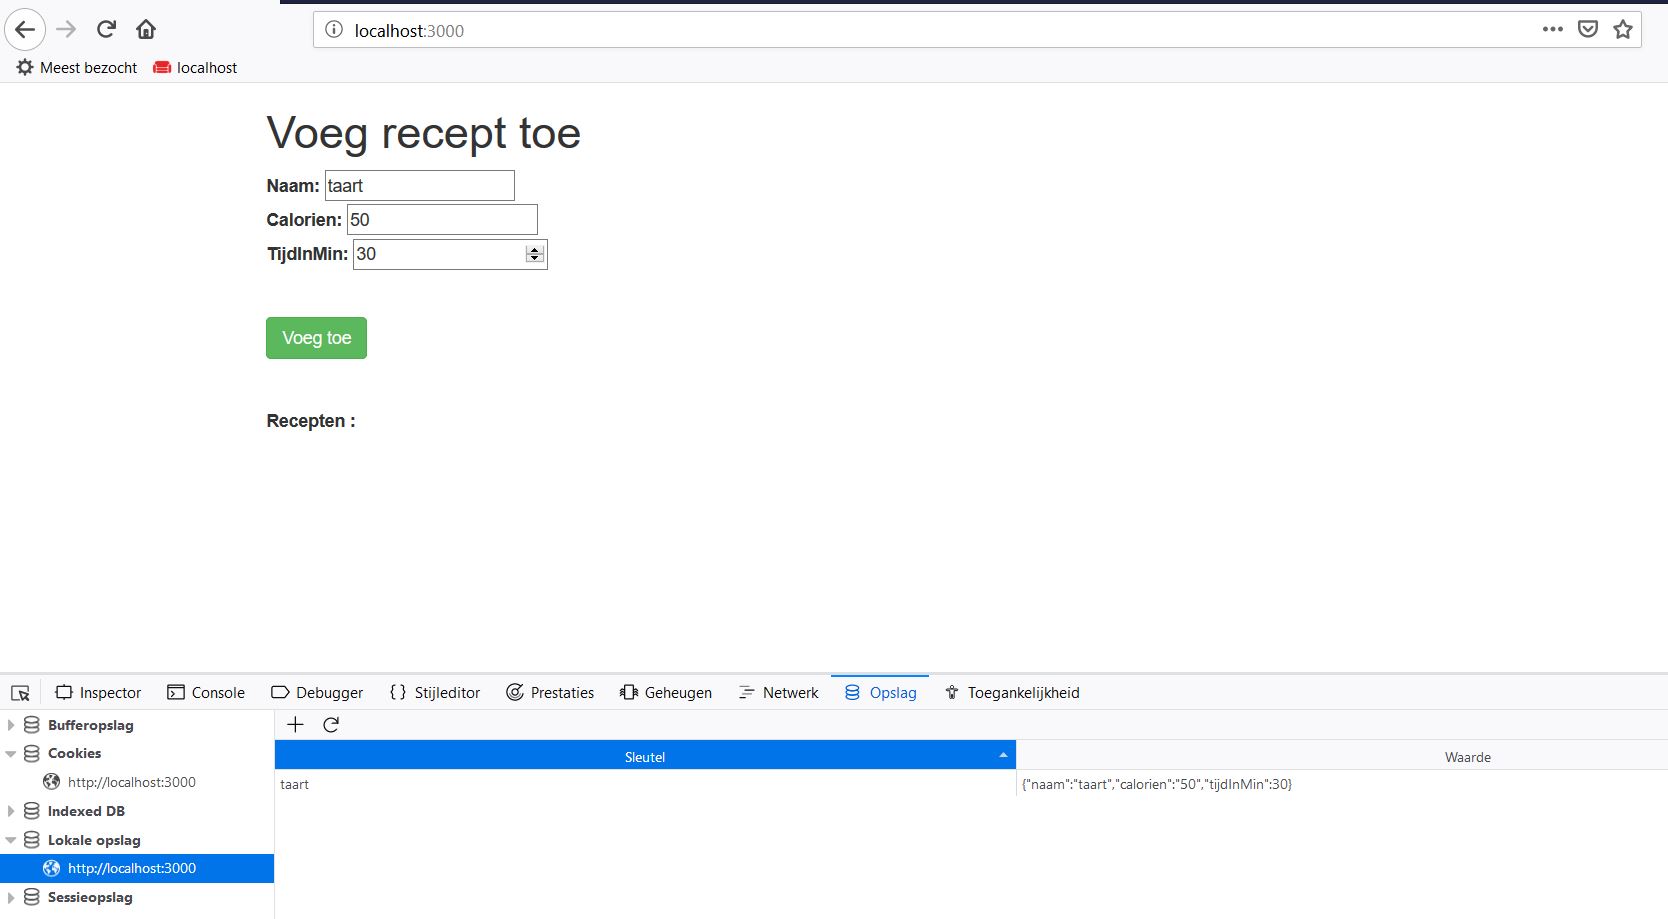 localhost:3000
Meest bezocht localhost
Voeg recept toe
Naam: taart
Calorien: 50
TijdInMin: 30
Voeg toe
Recepten :
Inspector Console Debugger Stijleditor Prestaties Geheugen Netwerk Opslag Toegankelijkheid
Bufferopslag
Cookies
http://localhost:3000
Indexed DB
Lokale opslag
http://localhost:3000
Sessieopslag
Sleutel Waarde
taart {"naam":"taart","calorien":"50","tijdInMin":30}